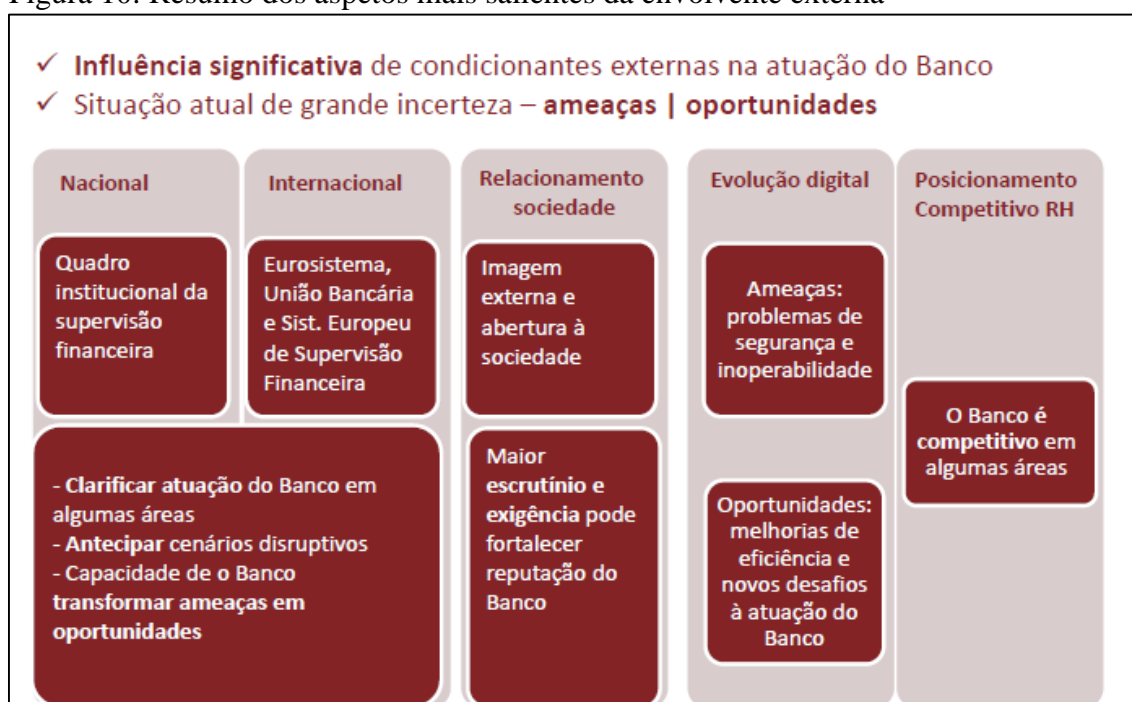 Figura 10: Resumo dos aspetos mais salientes da envolvente externa
✓ Influência significativa de condicionantes externas na atuação do Banco
✓ Situação atual de grande incerteza – ameaças | oportunidades
Nacional
Quadro
institucional da
supervisão
financeira
Internacional
Eurosistema,
União Bancária
e Sist. Europeu
de Supervisão
Financeira
- Clarificar atuação do Banco em
algumas áreas
- Antecipar cenários disruptivos
- Capacidade de o Banco
transformar ameaças em
oportunidades
Relacionamento
sociedade
Imagem
externa e
abertura à
sociedade
Maior
escrutínio e
exigência pode
fortalecer
reputação do
Banco
Evolução digital
Ameaças:
problemas de
segurança e
inoperabilidade
Oportunidades:
melhorias de
eficiência e
novos desafios
à atuação do
Banco
Posicionamento
Competitivo RH
O Banco é
competitivo em
algumas áreas